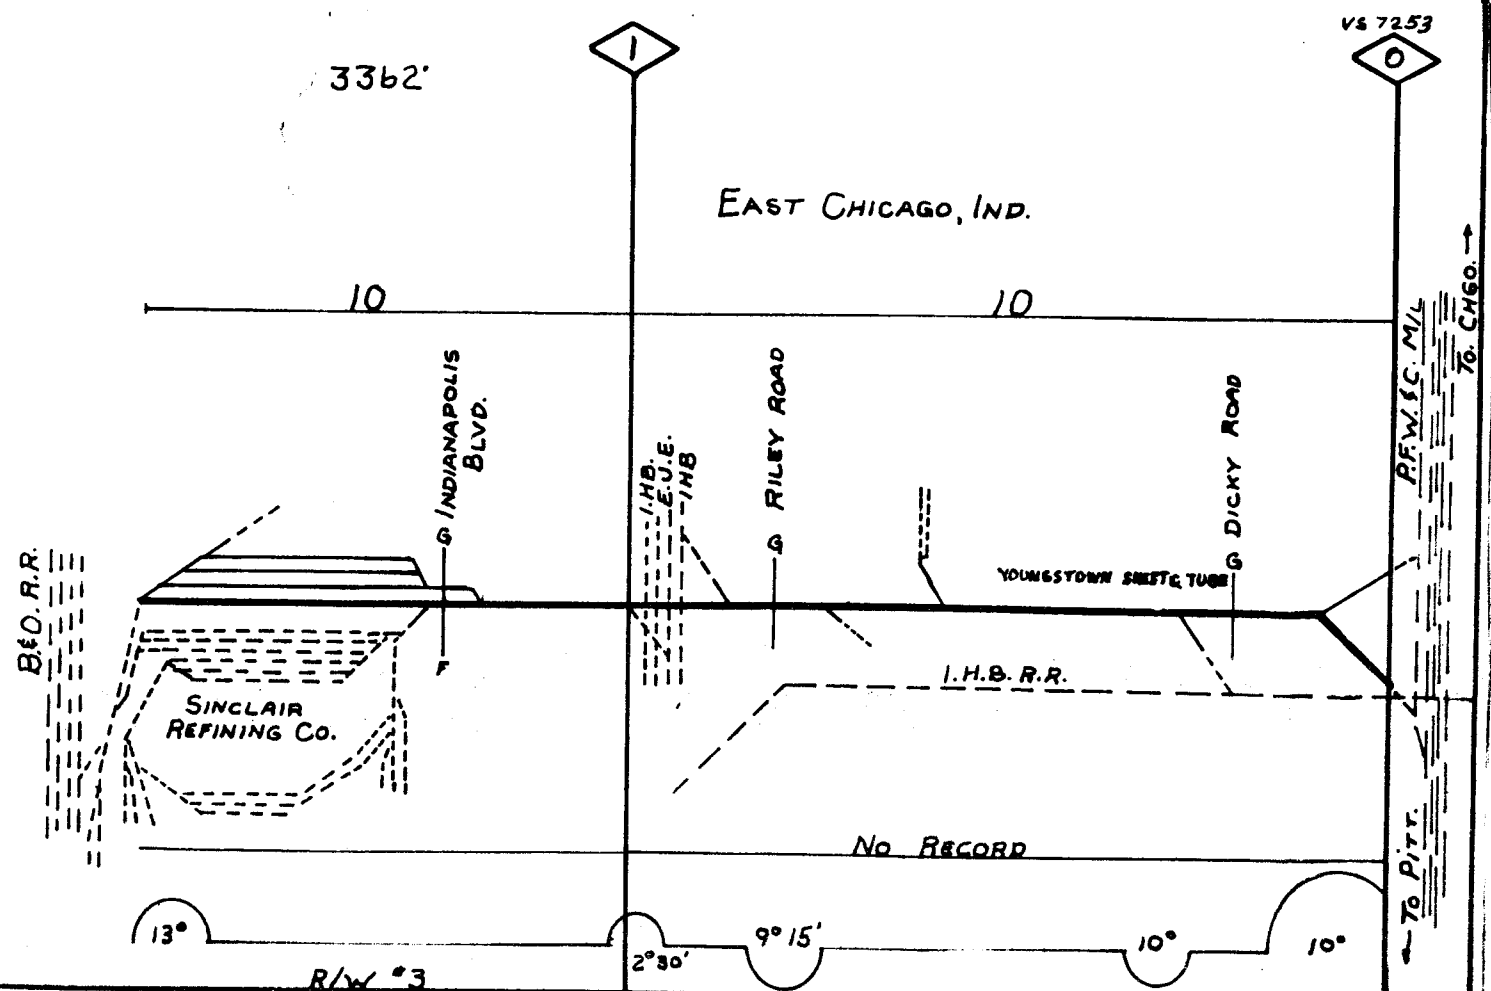 VS 7253
1
0
3362'
EAST CHICAGO, IND.
10
10
INDIANAPOLIS
BLVD.
G
F
I.H.B.
E.J.E.
IHB
RILEY ROAD
G
DICKY ROAD
G
P.F.W.&C. M/L
TO CHGO. →
YOUNGSTOWN SHEET & TUBE
B.&O. R.R.
I.H.B. R.R.
SINCLAIR
REFINING CO.
NO RECORD
← TO PITT.
13°
2°30'
9°15'
10°
10°
R/W #3